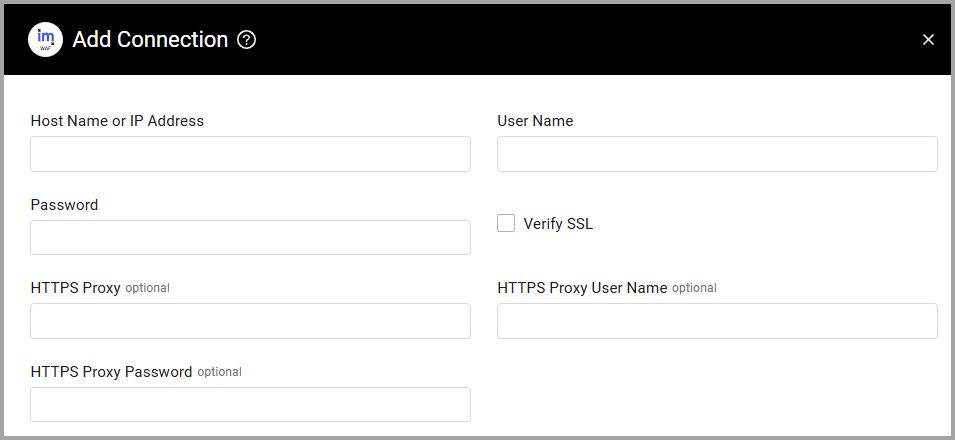 im.
WAF
Add Connection ?
Host Name or IP Address
User Name
Password
Verify SSL
HTTPS Proxy optional
HTTPS Proxy User Name optional
HTTPS Proxy Password optional